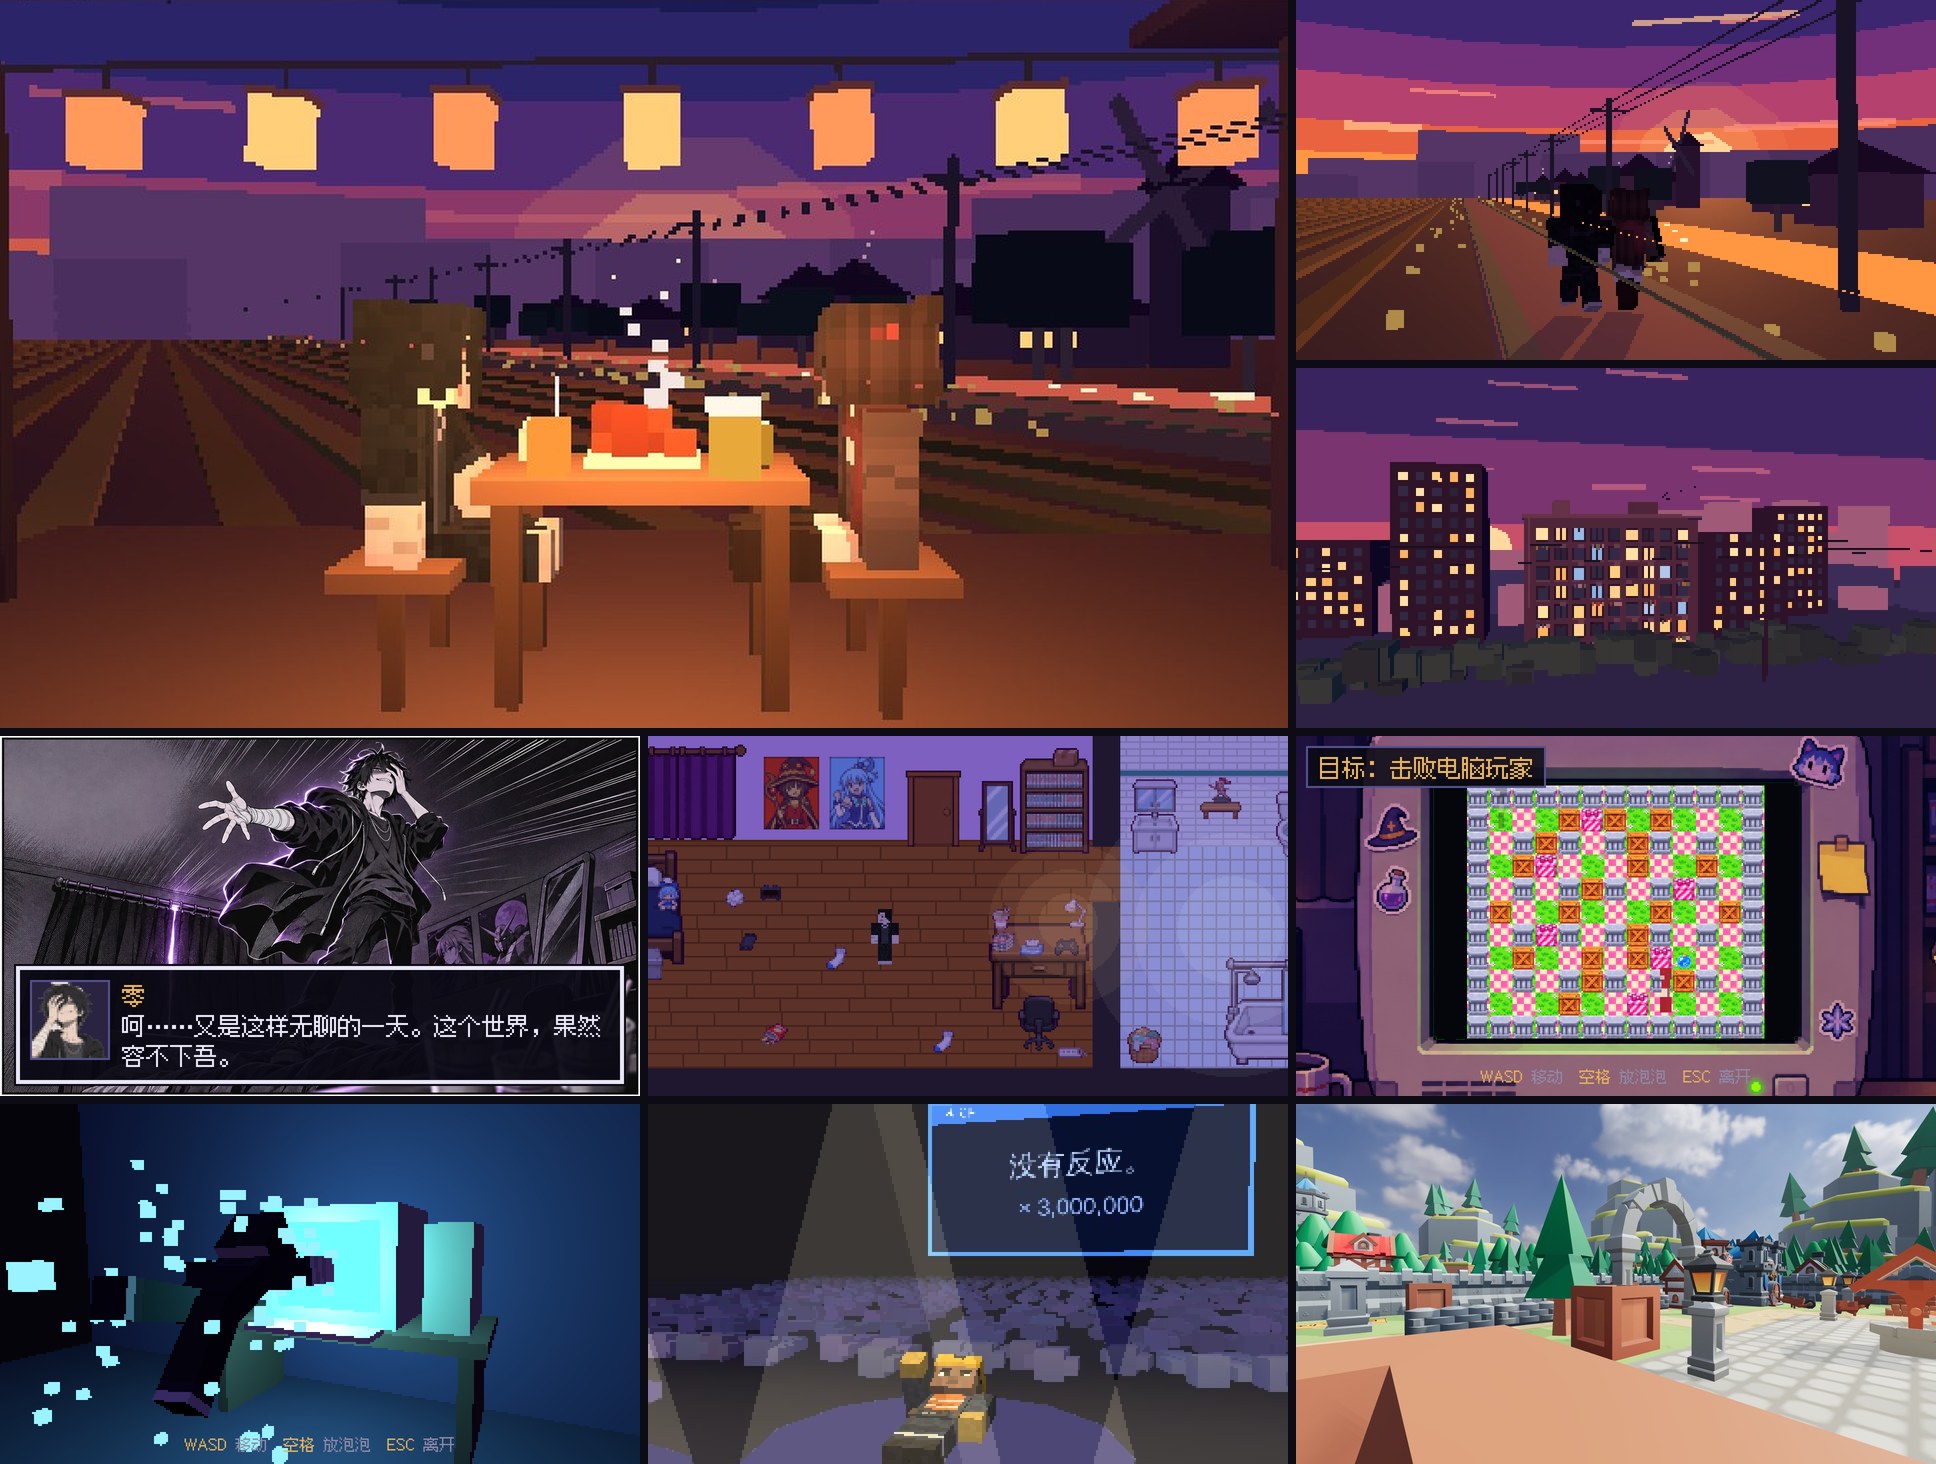 零
呵······又是这样无聊的一天。这个世界，果然
容不下吾。
目标：击败电脑玩家
WASD 移动 空格 放泡泡 ESC 离开
WASD 移动 空格 放泡泡 ESC 离开
没有反应。
× 3,000,000